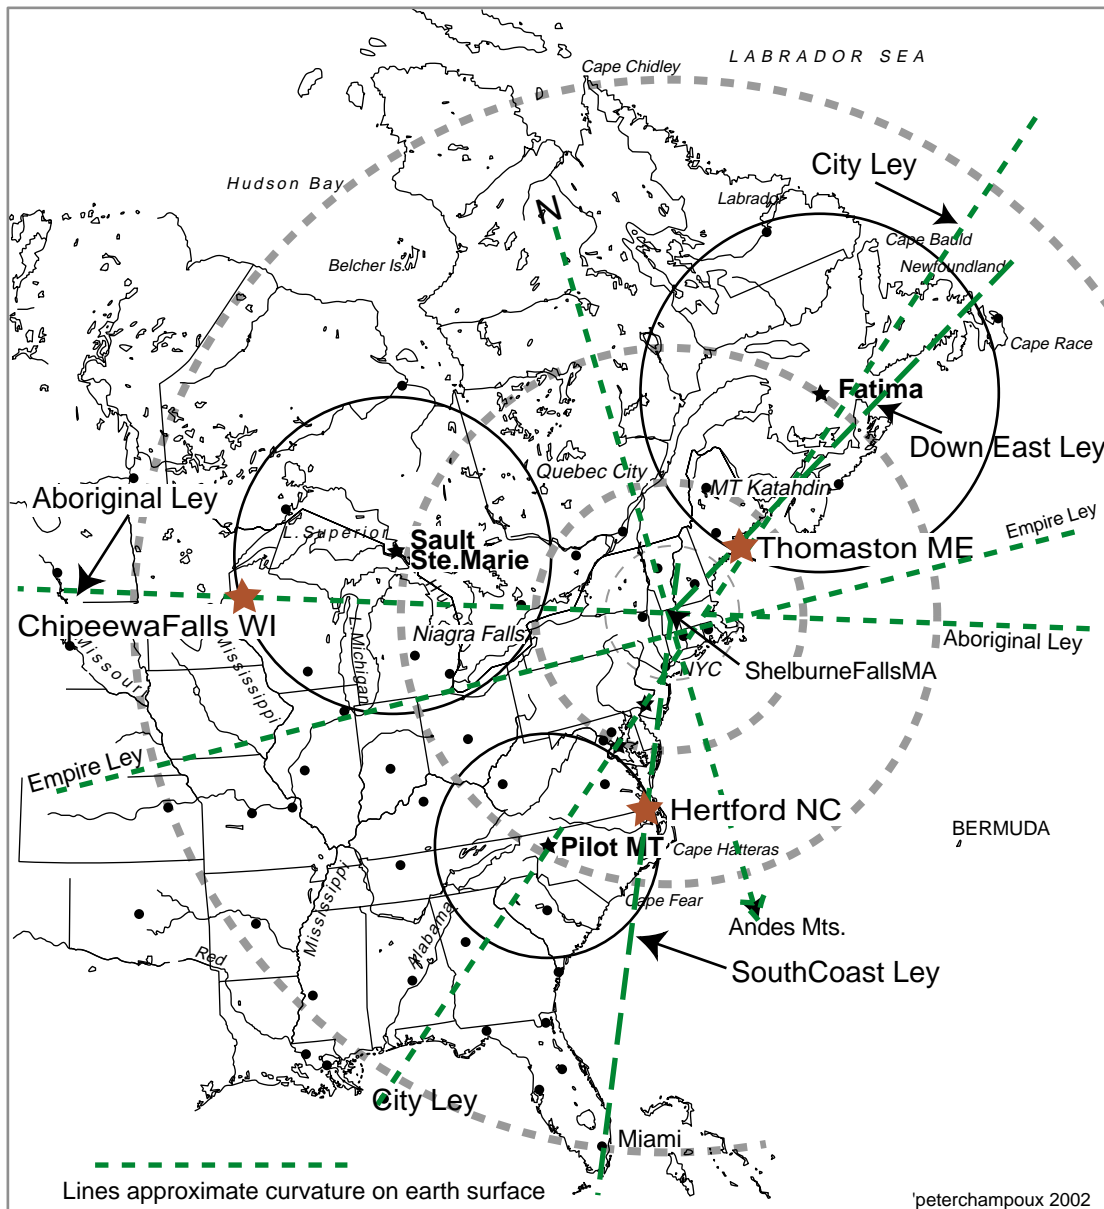 LABRADOR SEA
Cape Chidley
City Ley
Hudson Bay
Labrador
N
Cape Bauld
Belcher Is.
Newfoundland
Cape Race
Fatima
Down East Ley
Quebec City
MT Katahdin
Aboriginal Ley
L.Superior
Sault
Ste.Marie
Empire Ley
Thomaston ME
ChipeewaFalls WI
Niagra Falls
L. Michigan
Huron
Missouri
Mississippi
Aboriginal Ley
NYC
ShelburneFallsMA
Empire Ley
Hertford NC
BERMUDA
Pilot MT
Cape Hatteras
Mississippi
Alabama
Cape Fear
Andes Mts.
Red
SouthCoast Ley
City Ley
Miami
Lines approximate curvature on earth surface
'peterchampoux 2002